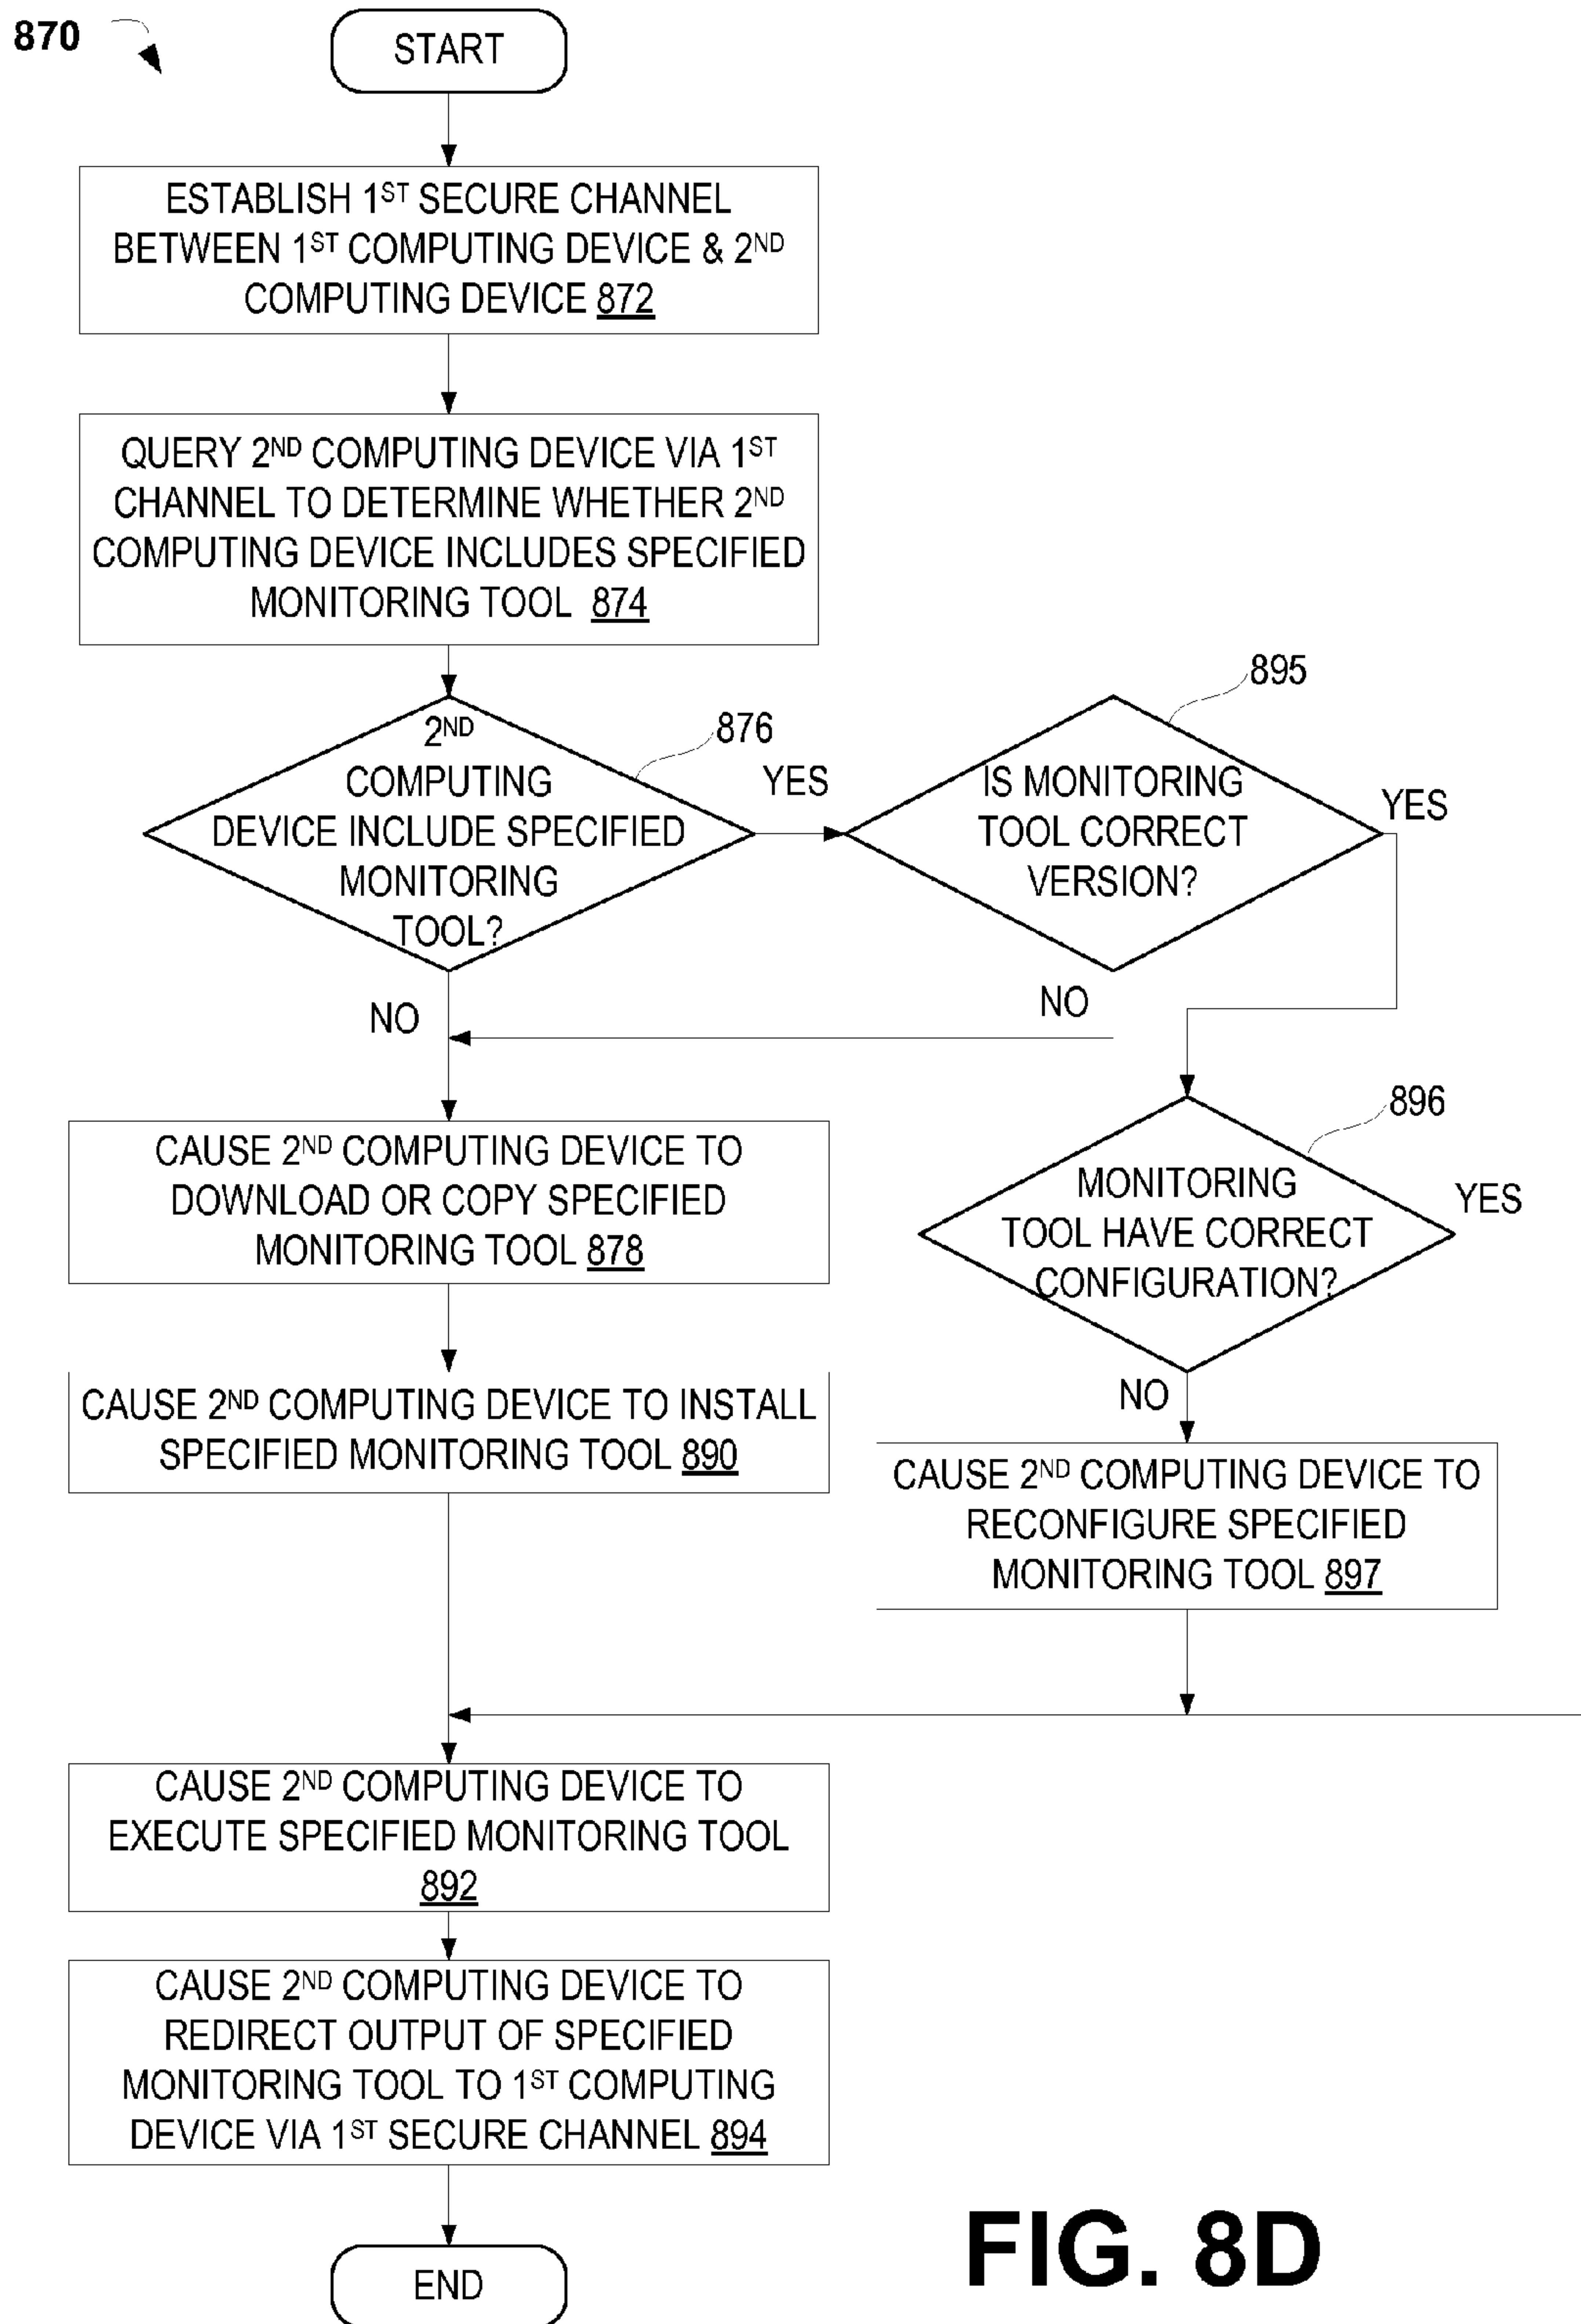 870
START
ESTABLISH 1ST SECURE CHANNEL
BETWEEN 1ST COMPUTING DEVICE & 2ND
COMPUTING DEVICE 872
QUERY 2ND COMPUTING DEVICE VIA 1ST
CHANNEL TO DETERMINE WHETHER 2ND
COMPUTING DEVICE INCLUDES SPECIFIED
MONITORING TOOL 874
2ND
COMPUTING
DEVICE INCLUDE SPECIFIED
MONITORING
TOOL?
876
YES
NO
IS MONITORING
TOOL CORRECT
VERSION?
895
YES
NO
CAUSE 2ND COMPUTING DEVICE TO
DOWNLOAD OR COPY SPECIFIED
MONITORING TOOL 878
MONITORING
TOOL HAVE CORRECT
CONFIGURATION?
896
YES
NO
CAUSE 2ND COMPUTING DEVICE TO INSTALL
SPECIFIED MONITORING TOOL 890
CAUSE 2ND COMPUTING DEVICE TO
RECONFIGURE SPECIFIED
MONITORING TOOL 897
CAUSE 2ND COMPUTING DEVICE TO
EXECUTE SPECIFIED MONITORING TOOL
892
CAUSE 2ND COMPUTING DEVICE TO
REDIRECT OUTPUT OF SPECIFIED
MONITORING TOOL TO 1ST COMPUTING
DEVICE VIA 1ST SECURE CHANNEL 894
END
FIG. 8D